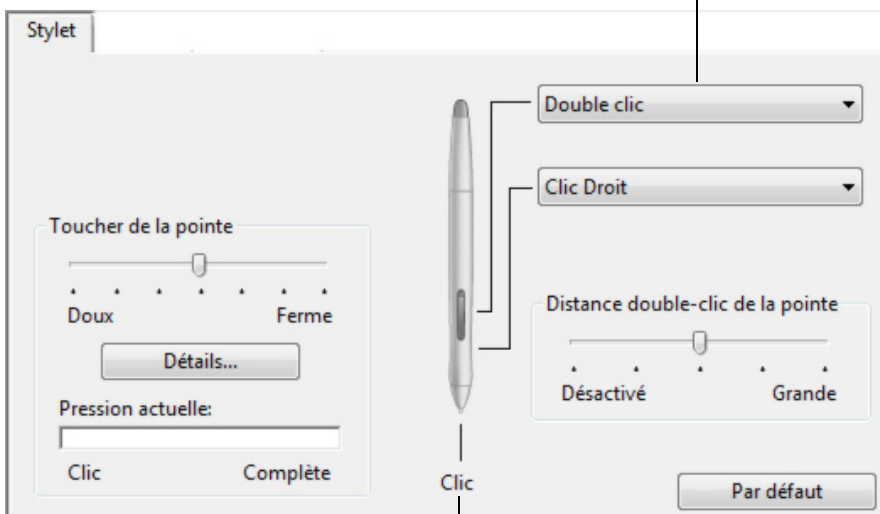 Stylet
Double clic
Clic Droit
Toucher de la pointe
Doux Ferme
Détails...
Pression actuelle:
Clic Complète
Clic
Distance double-clic de la pointe
Désactivé Grande
Par défaut